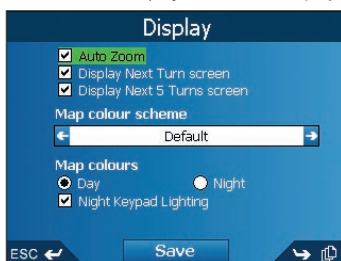 Display
Auto Zoom
Display Next Turn screen
Display Next 5 Turns screen
Map colour scheme
Default
Map colours
Day Night
Night Keypad Lighting
ESC Save